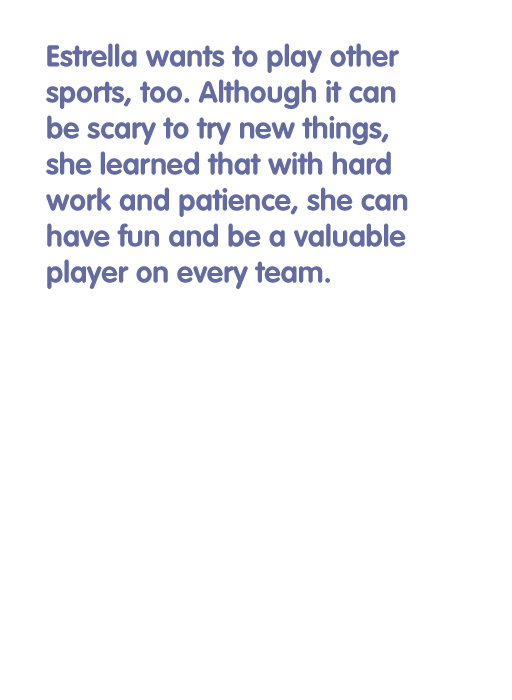 Estrella wants to play other
sports, too. Although it can
be scary to try new things,
she learned that with hard
work and patience, she can
have fun and be a valuable
player on every team.